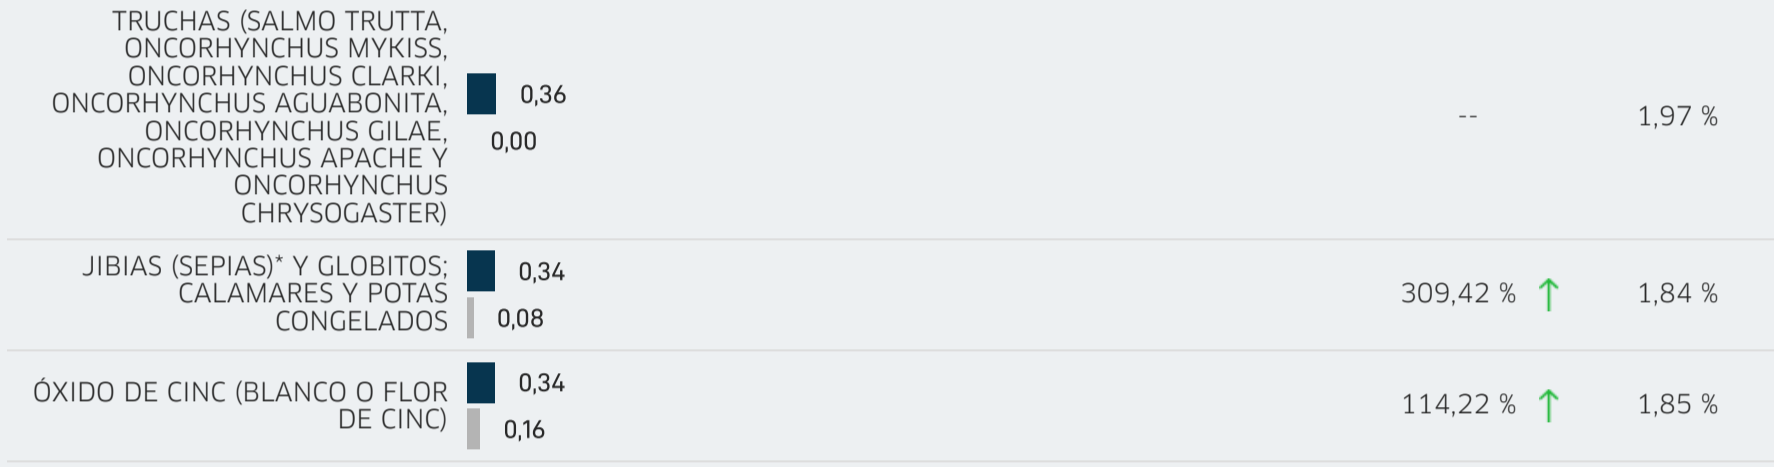 TRUCHAS (SALMO TRUTTA,
ONCORHYNCHUS MYKISS,
ONCORHYNCHUS CLARKI,
ONCORHYNCHUS AGUABONITA,
ONCORHYNCHUS GILAE,
ONCORHYNCHUS APACHE Y
ONCORHYNCHUS
CHRYSOGASTER)
0,36
0,00
--
1,97 %
JIBIAS (SEPIAS)* Y GLOBITOS;
CALAMARES Y POTAS
CONGELADOS
0,34
0,08
309,42 % ↑
1,84 %
ÓXIDO DE CINC (BLANCO O FLOR
DE CINC)
0,34
0,16
114,22 % ↑
1,85 %